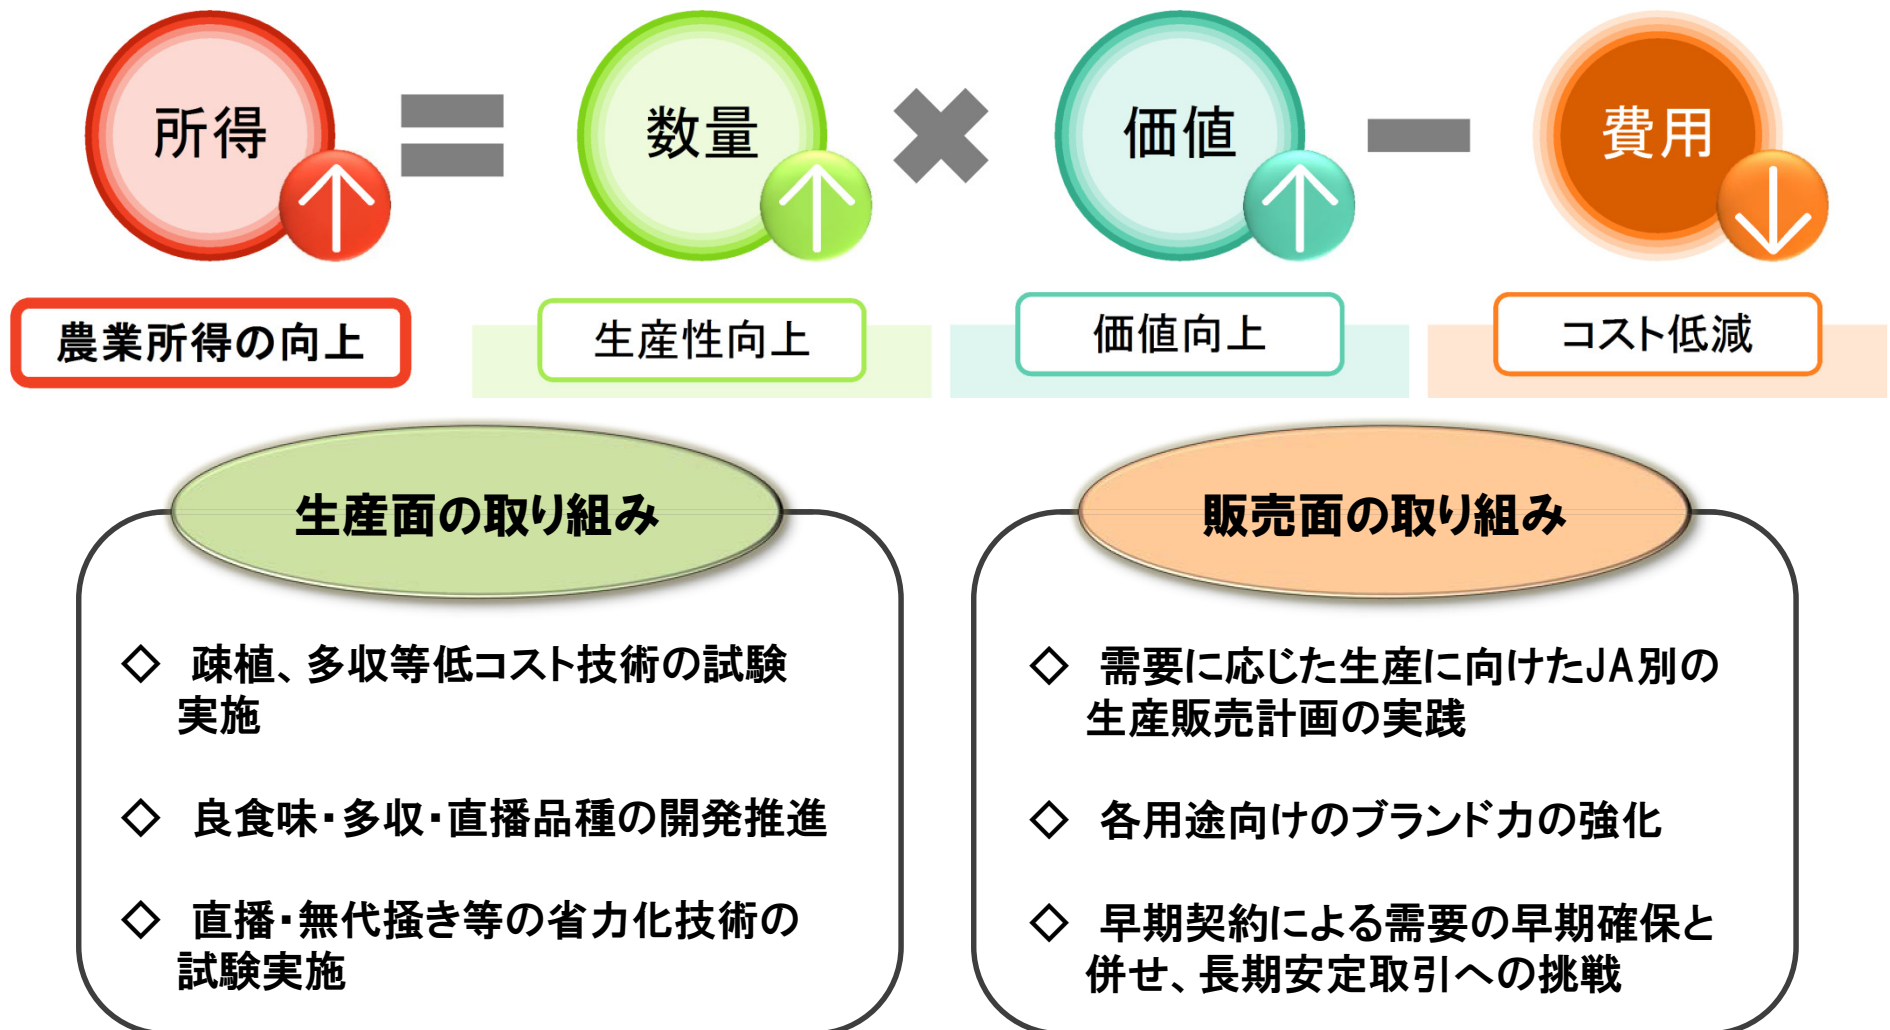 所得
数量
価値
費用
農業所得の向上
生産性向上
価値向上
コスト低減
生産面の取り組み
◇ 疎植、多収等低コスト技術の試験
実施
◇ 良食味・多収・直播品種の開発推進
◇ 直播・無代掻き等の省力化技術の
試験実施
販売面の取り組み
◇ 需要に応じた生産に向けたJA別の
生産販売計画の実践
◇ 各用途向けのブランド力の強化
◇ 早期契約による需要の早期確保と
併せ、長期安定取引への挑戦